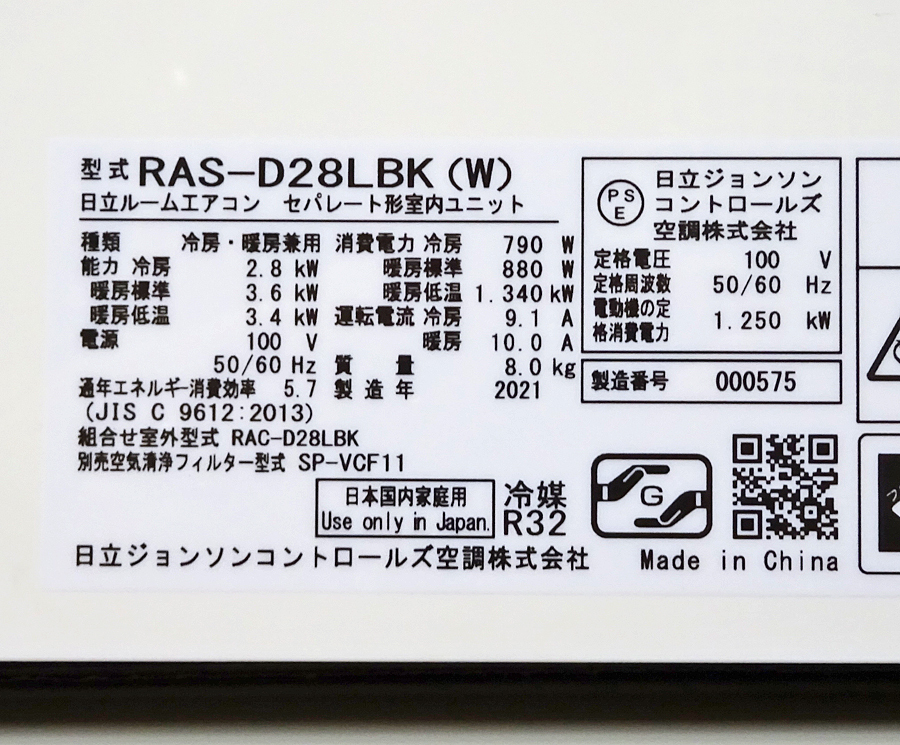 型式 RAS-D28LBK (W)
日立ルームエアコン セパレート形室内ユニット
種類 冷房・暖房兼用
能力 冷房 2.8 kW
暖房標準 3.6 kW
暖房低温 3.4 kW
電源 100 V
50/60 Hz
通年エネルギー消費効率 5.7
(JIS C 9612:2013)
消費電力 冷房 790 W
暖房標準 880 W
暖房低温 1.340 kW
運転電流 冷房 9.1 A
暖房 10.0 A
質量 8.0 kg
製造年 2021
組合せ室外型式 RAC-D28LBK
別売空気清浄フィルター型式 SP-VCF11
日本国内家庭用
Use only in Japan.
冷媒
R32
日立ジョンソンコントロールズ空調株式会社
PS
E
日立ジョンソン
コントロールズ
空調株式会社
定格電圧 100 V
定格周波数 50/60 Hz
電動機の定
格消費電力 1.250 kW
製造番号 000575
G
Made in China